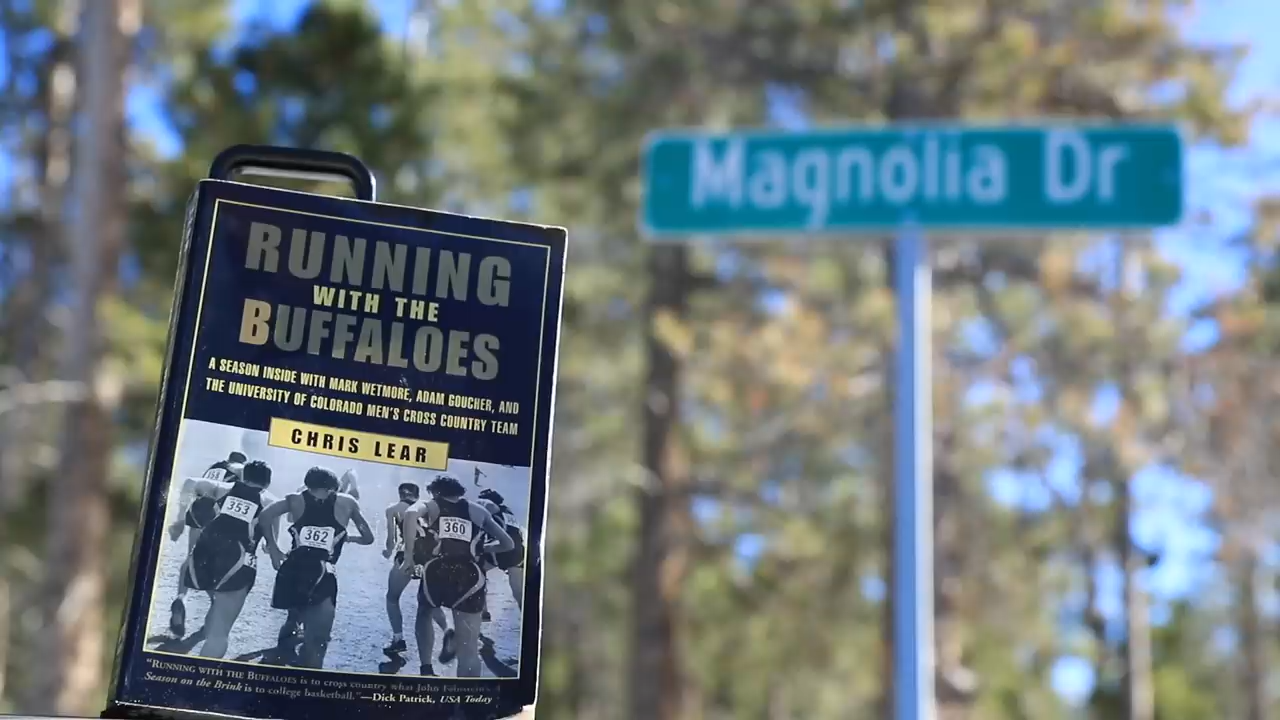 RUNNING
WITH THE
BUFFALOES
A SEASON INSIDE WITH MARK WETMORE, ADAM GOUCHER, AND
THE UNIVERSITY OF COLORADO MEN'S CROSS COUNTRY TEAM
CHRIS LEAR
353
362
360
"RUNNING WITH THE BUFFALOES is to cross country what John Feinstein's A
Season on the Brink is to college basketball."—Dick Patrick, USA Today
Magnolia Dr